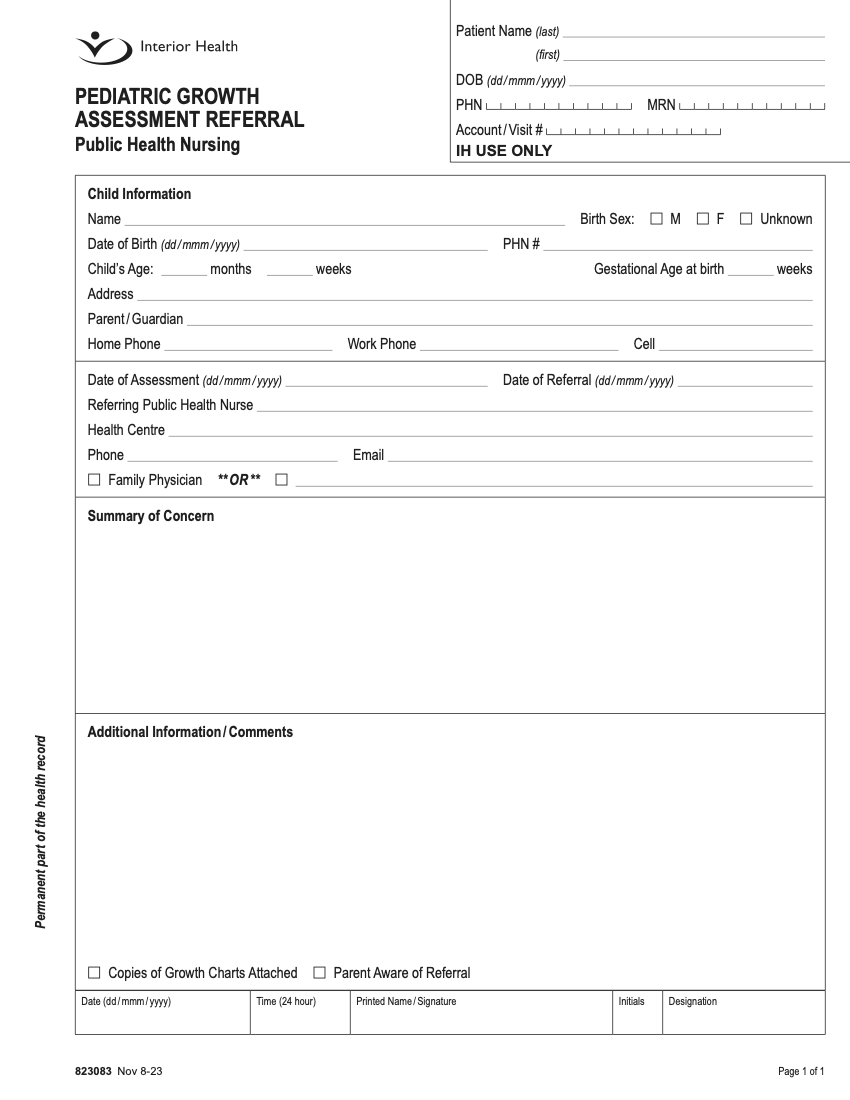 Interior Health
PEDIATRIC GROWTH
ASSESSMENT REFERRAL
Public Health Nursing
Patient Name (last)
(first)
DOB (dd/mmm/yyyy)
PHN MRN
Account/Visit #
IH USE ONLY
Child Information
Name Birth Sex: ☐ M ☐ F ☐ Unknown
Date of Birth (dd/mmm/yyyy) PHN #
Child's Age: months weeks Gestational Age at birth weeks
Address
Parent/Guardian
Home Phone Work Phone Cell
Date of Assessment (dd/mmm/yyyy) Date of Referral (dd/mmm/yyyy)
Referring Public Health Nurse
Health Centre
Phone Email
☐ Family Physician **OR** ☐
Summary of Concern
Additional Information/Comments
Permanent part of the health record
☐ Copies of Growth Charts Attached ☐ Parent Aware of Referral
Date (dd/mmm/yyyy) Time (24 hour) Printed Name/Signature Initials Designation
823083 Nov 8-23 Page 1 of 1